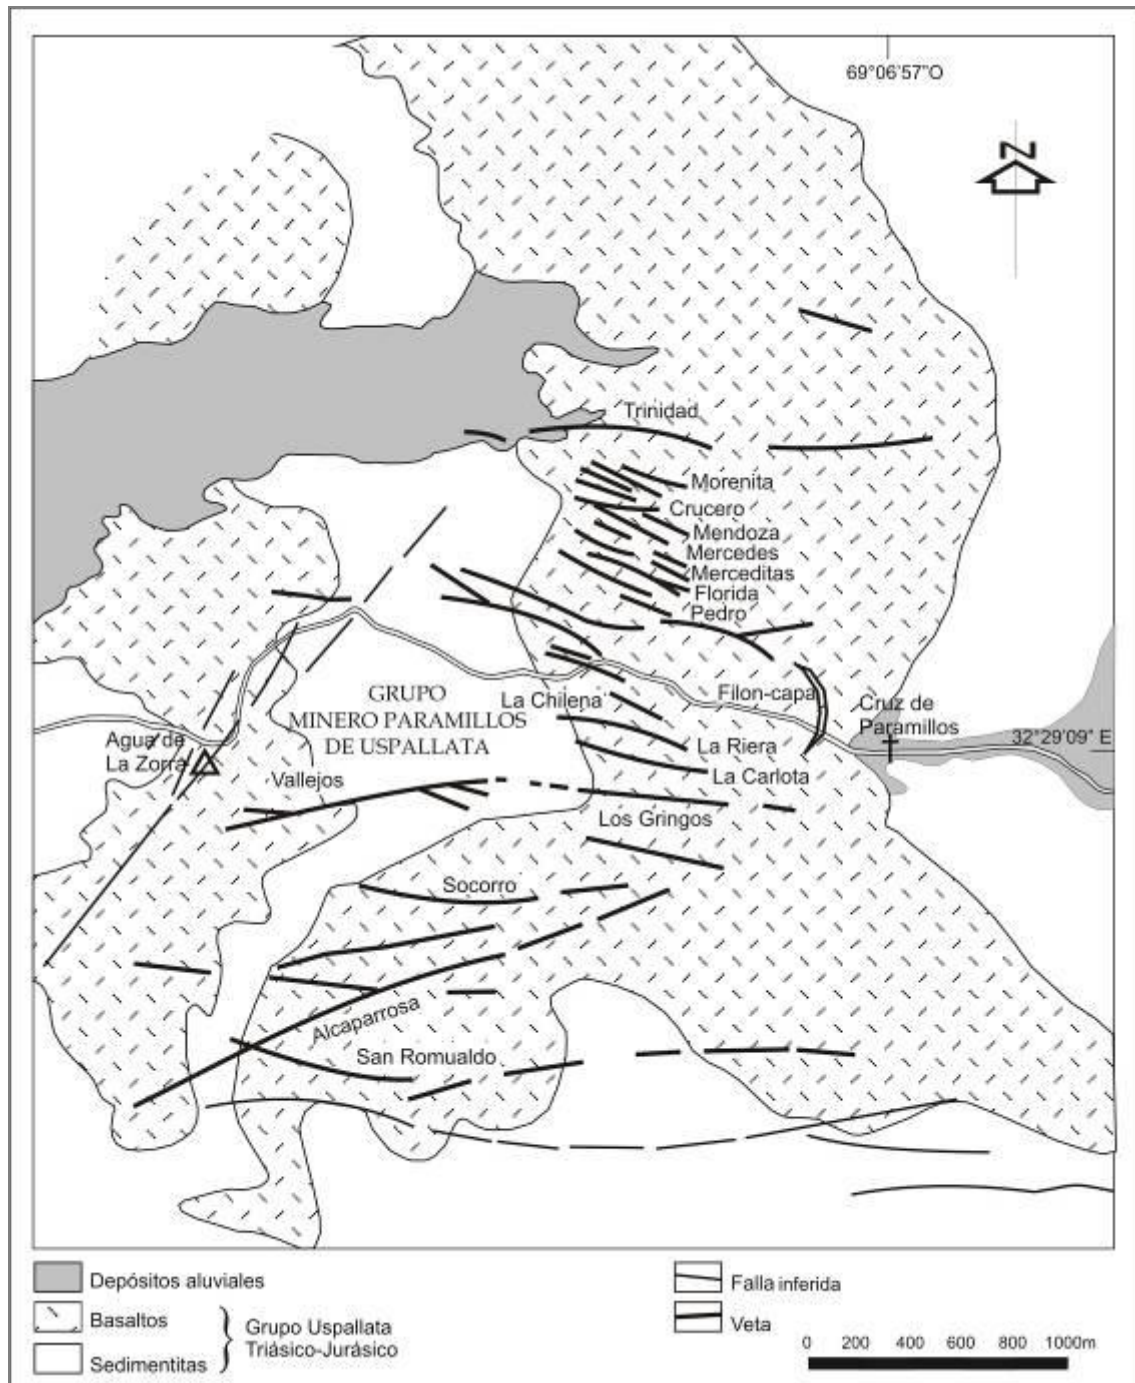 69°06'57"O
N
Trinidad
Morenita
Crucero
Mendoza
Mercedes
Merceditas
Florida
Pedro
GRUPO
MINERO PARAMILLOS
DE USPALLATA
La Chilena
Filon-capa
Cruz de
Paramillos
32°29'09" E
Agua de
La Zorra
La Riera
La Carlota
Vallejos
Los Gringos
Socorro
Alcaparrosa
San Romualdo
Depósitos aluviales
Basaltos
Sedimentitas
Grupo Uspallata
Triásico-Jurásico
Falla inferida
Veta
0 200 400 600 800 1000m